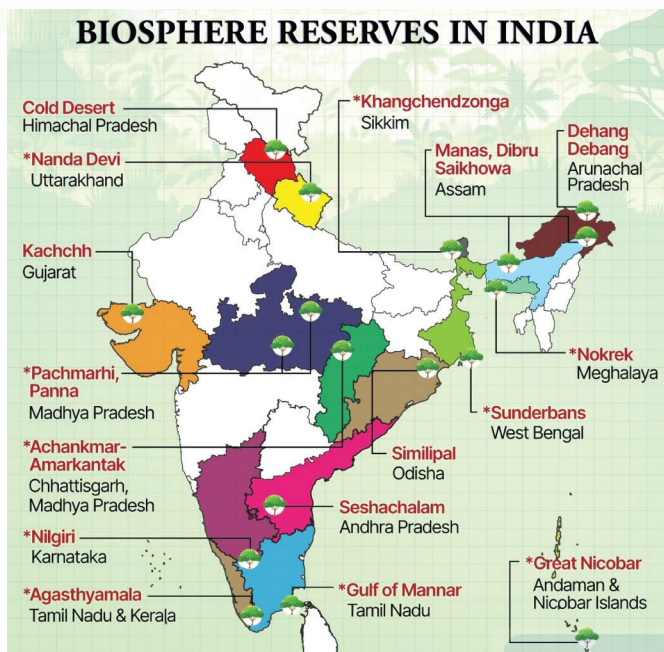 BIOSPHERE RESERVES IN INDIA
Cold Desert
Himachal Pradesh
*Nanda Devi
Uttarakhand
*Khangchendzonga
Sikkim
Manas, Dibru
Saikhowa
Assam
Dehang
Debang
Arunachal
Pradesh
Kachchh
Gujarat
*Pachmarhi,
Panna
Madhya Pradesh
*Nokrek
Meghalaya
*Sunderbans
West Bengal
*Achankmar-
Amarkantak
Chhattisgarh,
Madhya Pradesh
Similipal
Odisha
Seshachalam
Andhra Pradesh
*Nilgiri
Karnataka
*Agasthyamala
Tamil Nadu & Kerala
*Gulf of Mannar
Tamil Nadu
*Great Nicobar
Andaman &
Nicobar Islands